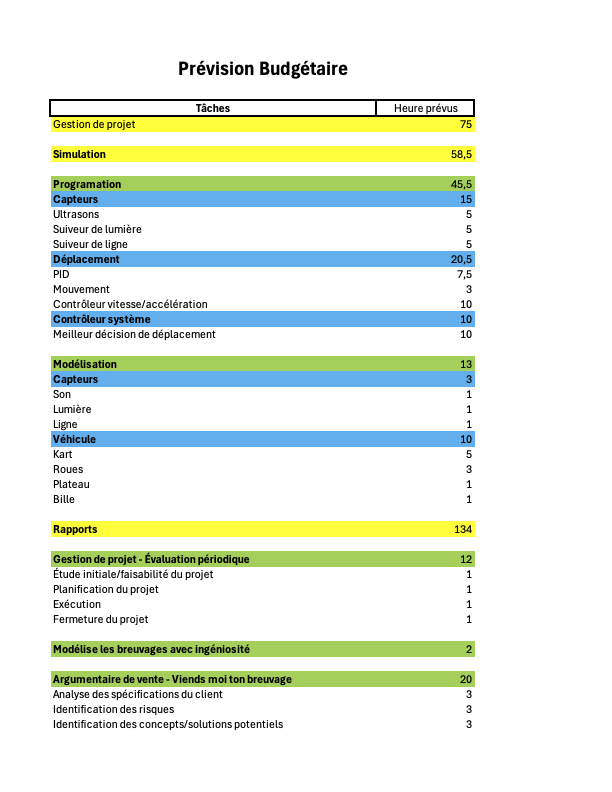 Prévision Budgétaire
Tâches Heure prévus
Gestion de projet 75
Simulation 58,5
Programation 45,5
Capteurs 15
Ultrasons 5
Suiveur de lumière 5
Suiveur de ligne 5
Déplacement 20,5
PID 7,5
Mouvement 3
Contrôleur vitesse/accélération 10
Contrôleur système 10
Meilleur décision de déplacement 10
Modélisation 13
Capteurs 3
Son 1
Lumière 1
Ligne 1
Véhicule 10
Kart 5
Roues 3
Plateau 1
Bille 1
Rapports 134
Gestion de projet - Évaluation périodique 12
Étude initiale/faisabilité du projet 1
Planification du projet 1
Exécution 1
Fermeture du projet 1
Modélise les breuvages avec ingéniosité 2
Argumentaire de vente - Viends moi ton breuvage 20
Analyse des spécifications du client 3
Identification des risques 3
Identification des concepts/solutions potentiels 3